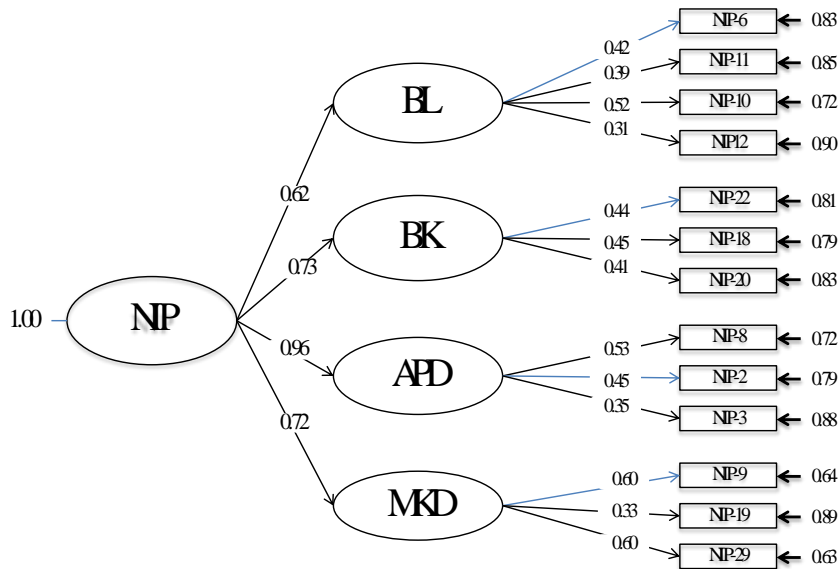 NIP-6
0.83
0.42
NIP-11
0.85
0.39
BL
NIP-10
0.72
0.52
NIP12
0.90
0.31
0.62
NIP-22
0.81
0.44
BK
NIP-18
0.79
0.45
NIP-20
0.83
0.41
0.73
1.00
NIP
0.96
NIP-8
0.72
0.53
APD
NIP-2
0.79
0.45
NIP-3
0.88
0.35
0.72
NIP-9
0.64
0.60
MKD
NIP-19
0.89
0.33
NIP-29
0.63
0.60